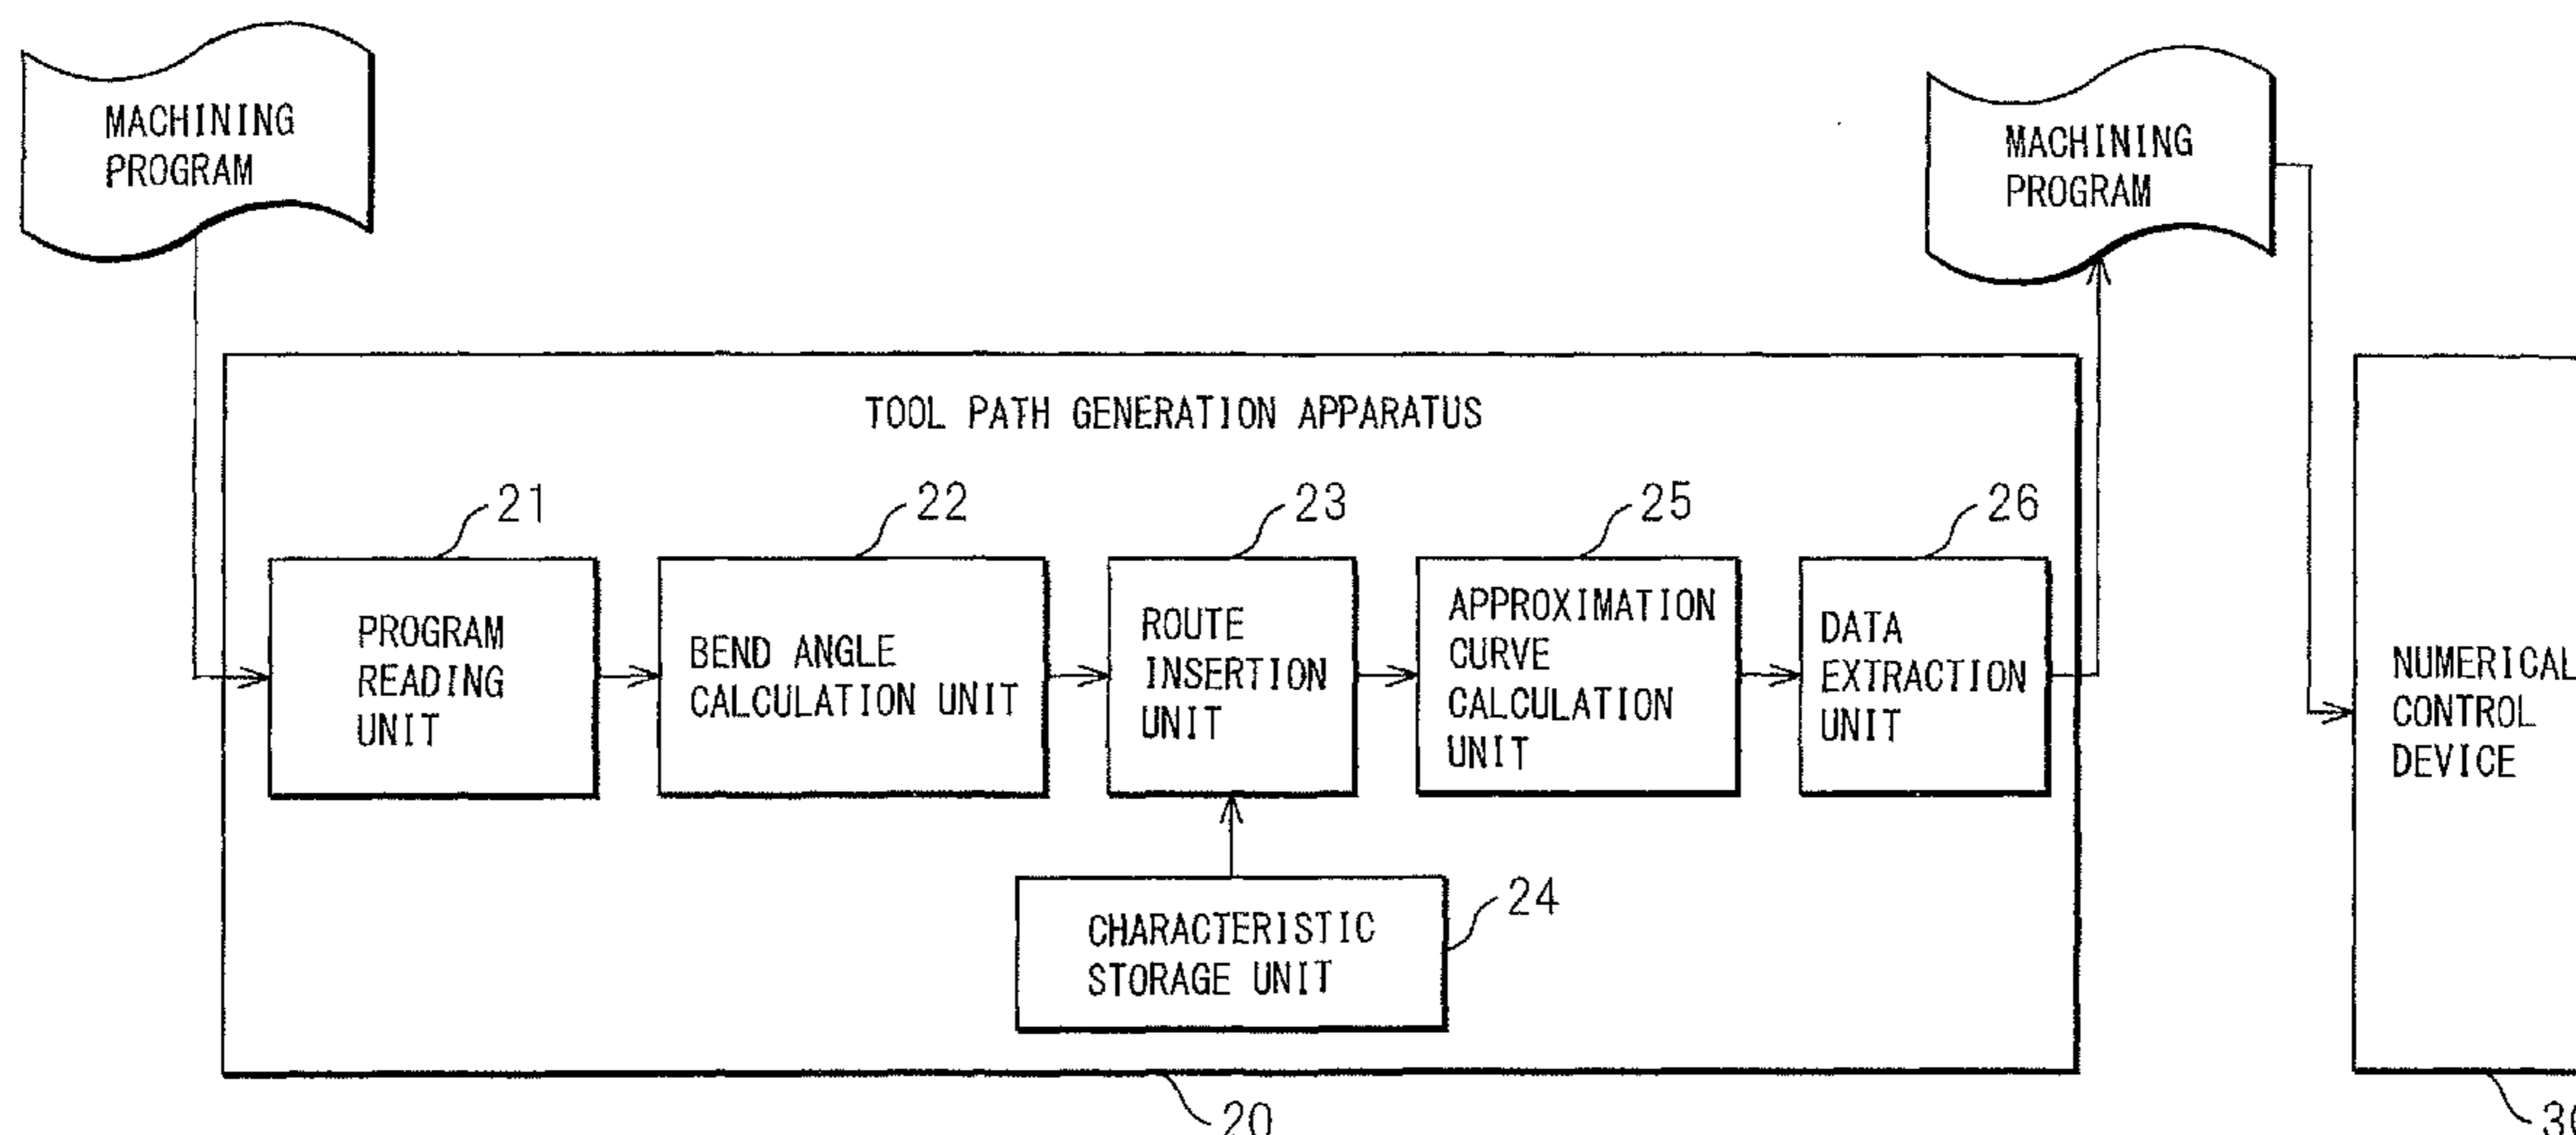 MACHINING
PROGRAM
MACHINING
PROGRAM
TOOL PATH GENERATION APPARATUS
21
22
23
25
26
PROGRAM
READING
UNIT
BEND ANGLE
CALCULATION UNIT
ROUTE
INSERTION
UNIT
APPROXIMATION
CURVE
CALCULATION
UNIT
DATA
EXTRACTION
UNIT
NUMERICAL
CONTROL
DEVICE
CHARACTERISTIC
STORAGE UNIT
24
20